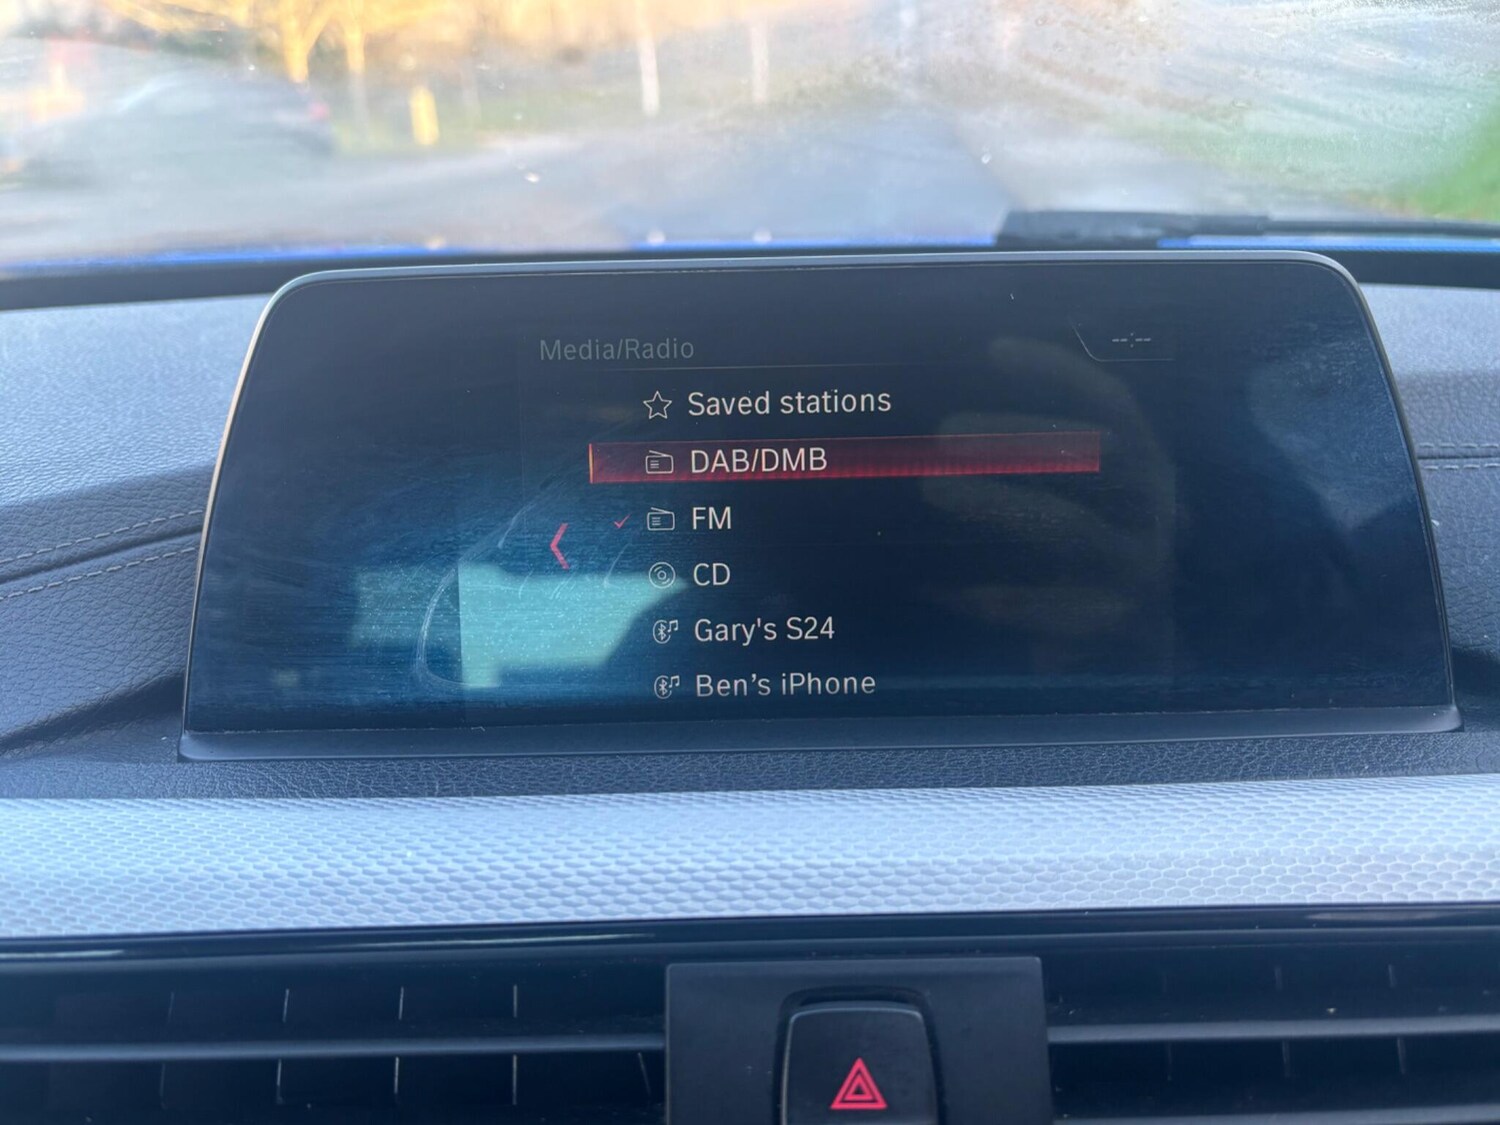 Media/Radio
--:--
Saved stations
DAB/DMB
FM
CD
Gary's S24
Ben’s iPhone